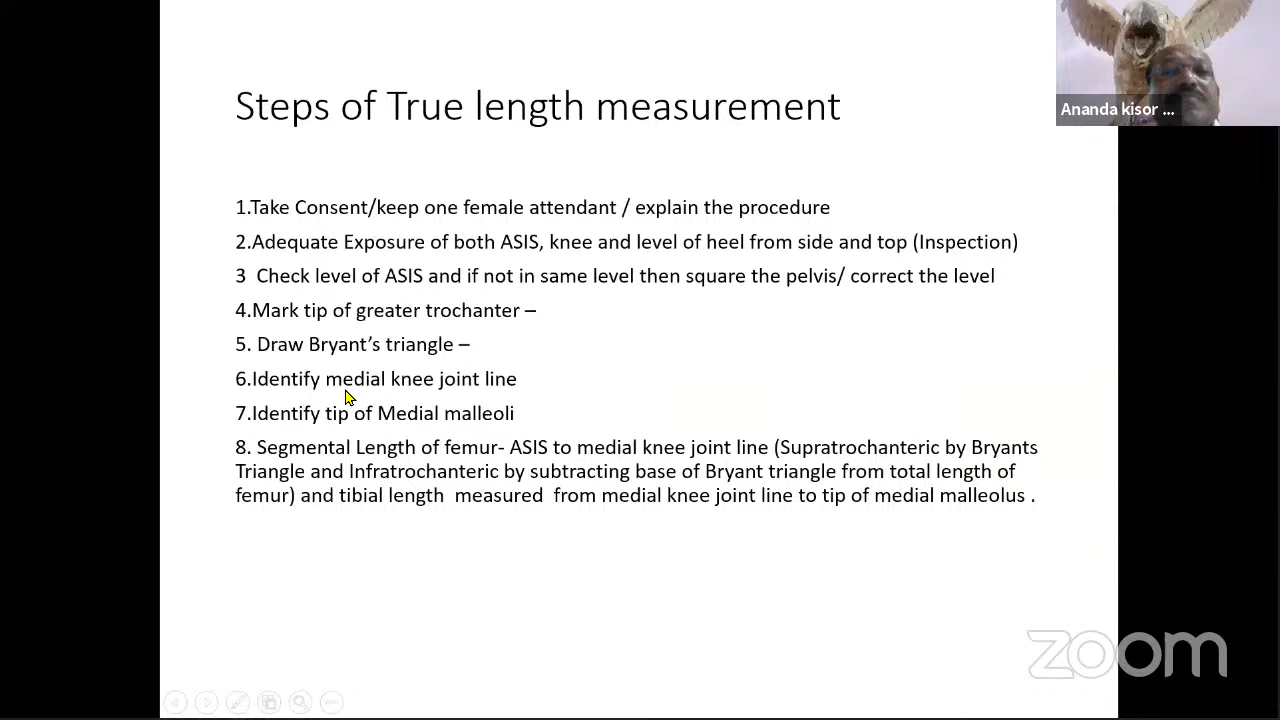 Steps of True length measurement
Ananda kisor ...
1.Take Consent/keep one female attendant / explain the procedure
2.Adequate Exposure of both ASIS, knee and level of heel from side and top (Inspection)
3  Check level of ASIS and if not in same level then square the pelvis/ correct the level
4.Mark tip of greater trochanter –
5. Draw Bryant’s triangle –
6.Identify medial knee joint line
7.Identify tip of Medial malleoli
8. Segmental Length of femur- ASIS to medial knee joint line (Supratrochanteric by Bryants
Triangle and Infratrochanteric by subtracting base of Bryant triangle from total length of
femur) and tibial length  measured  from medial knee joint line to tip of medial malleolus .
zoom